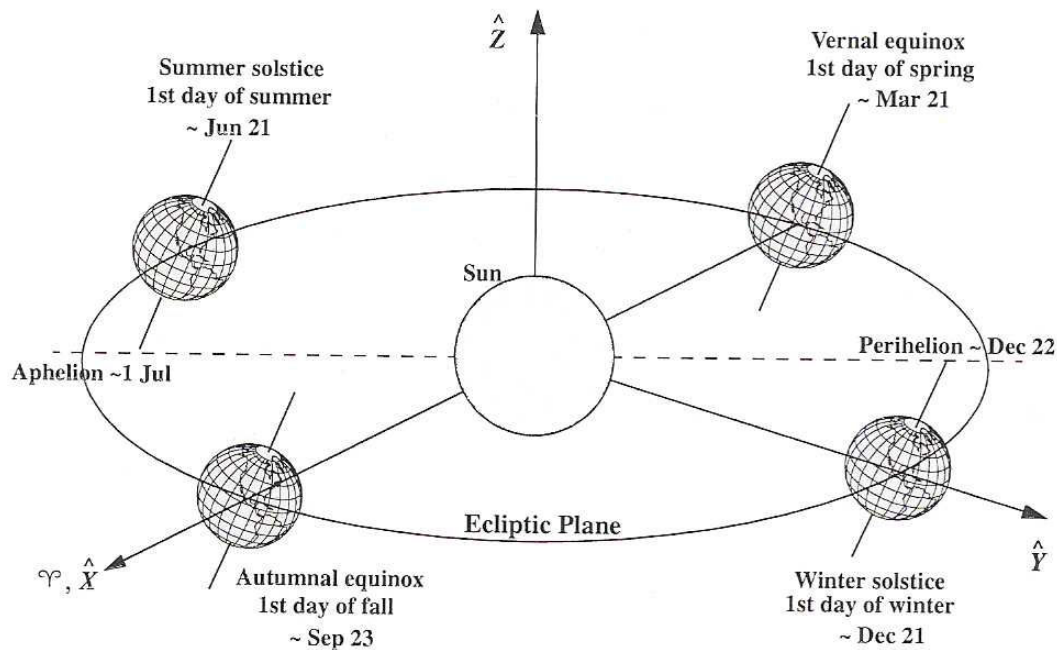 Ẑ
Summer solstice
1st day of summer
~ Jun 21
Vernal equinox
1st day of spring
~ Mar 21
Sun
Aphelion ~1 Jul
Perihelion ~ Dec 22
Ecliptic Plane
♈, X̂
Autumnal equinox
1st day of fall
~ Sep 23
Winter solstice
1st day of winter
~ Dec 21
Ŷ